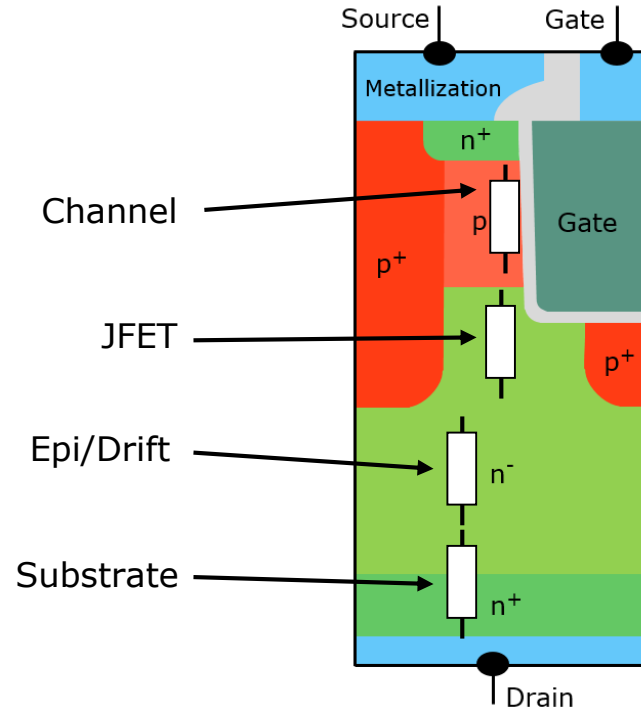 Source
Gate
Metallization
n+
Channel
p
Gate
p+
JFET
p+
Epi/Drift
n-
Substrate
n+
Drain